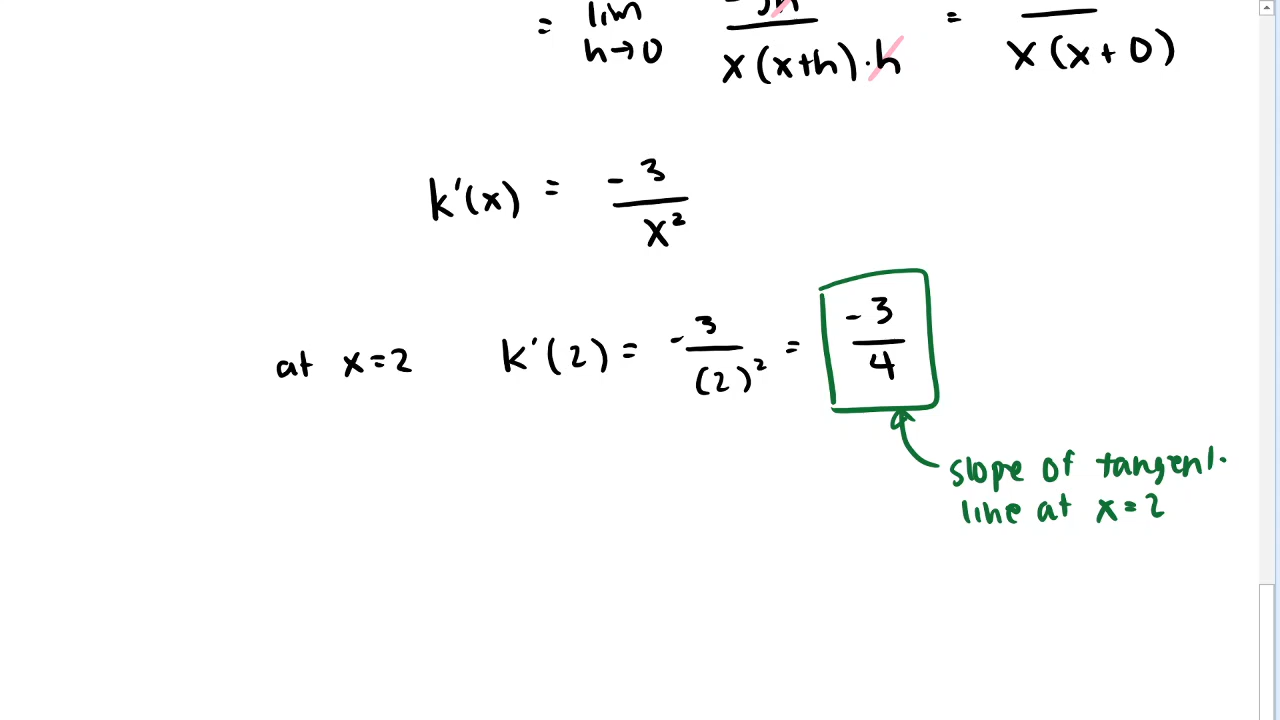 = lim h→0 -3h / x(x+h)·h = / x(x+0)
k'(x) = -3 / x²
at x=2 k'(2) = -3 / (2)² = -3 / 4
slope of tangent
line at x=2